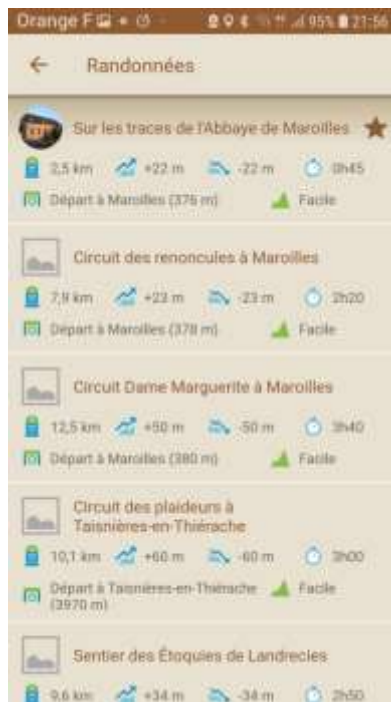 Orange F 95% 21:56
Randonnées
Sur les traces de l'Abbaye de Maroilles
2,5 km +22 m -22 m 0h45
Départ à Maroilles (376 m) Facile
Circuit des renoncules à Maroilles
7,9 km +23 m -23 m 2h20
Départ à Maroilles (378 m) Facile
Circuit Dame Marguerite à Maroilles
12,5 km +50 m -50 m 3h40
Départ à Maroilles (380 m) Facile
Circuit des plaideurs à
Taisnières-en-Thiérache
10,1 km +60 m -60 m 3h00
Départ à Taisnières-en-Thiérache Facile
(3970 m)
Sentier des Étoquies de Landrecies
9,6 km +34 m -34 m 2h50